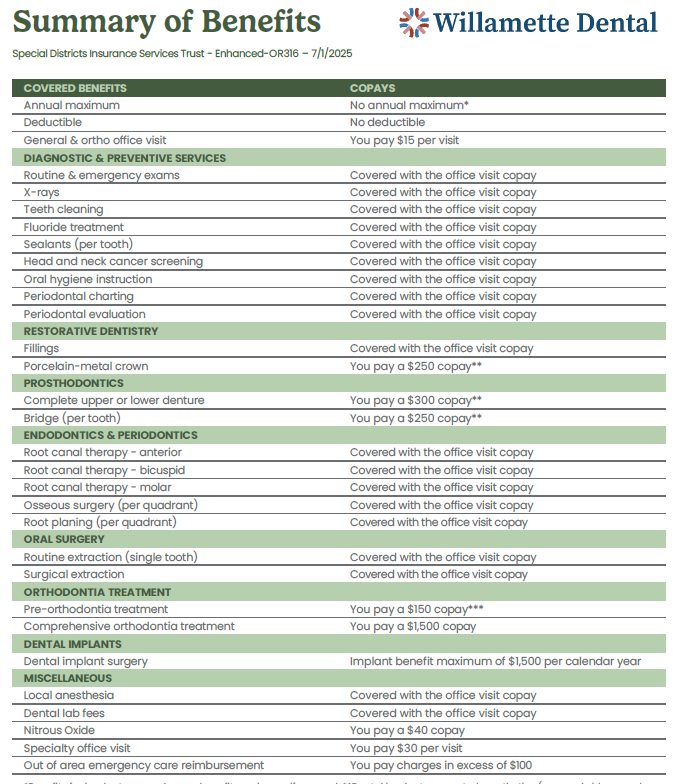 Summary of Benefits
Willamette Dental
Special Districts Insurance Services Trust - Enhanced-OR316 – 7/1/2025
COVERED BENEFITS COPAYS
Annual maximum No annual maximum*
Deductible No deductible
General & ortho office visit You pay $15 per visit
DIAGNOSTIC & PREVENTIVE SERVICES
Routine & emergency exams Covered with the office visit copay
X-rays Covered with the office visit copay
Teeth cleaning Covered with the office visit copay
Fluoride treatment Covered with the office visit copay
Sealants (per tooth) Covered with the office visit copay
Head and neck cancer screening Covered with the office visit copay
Oral hygiene instruction Covered with the office visit copay
Periodontal charting Covered with the office visit copay
Periodontal evaluation Covered with the office visit copay
RESTORATIVE DENTISTRY
Fillings Covered with the office visit copay
Porcelain-metal crown You pay a $250 copay**
PROSTHODONTICS
Complete upper or lower denture You pay a $300 copay**
Bridge (per tooth) You pay a $250 copay**
ENDODONTICS & PERIODONTICS
Root canal therapy - anterior Covered with the office visit copay
Root canal therapy - bicuspid Covered with the office visit copay
Root canal therapy - molar Covered with the office visit copay
Osseous surgery (per quadrant) Covered with the office visit copay
Root planing (per quadrant) Covered with the office visit copay
ORAL SURGERY
Routine extraction (single tooth) Covered with the office visit copay
Surgical extraction Covered with the office visit copay
ORTHODONTIA TREATMENT
Pre-orthodontia treatment You pay a $150 copay***
Comprehensive orthodontia treatment You pay a $1,500 copay
DENTAL IMPLANTS
Dental implant surgery Implant benefit maximum of $1,500 per calendar year
MISCELLANEOUS
Local anesthesia Covered with the office visit copay
Dental lab fees Covered with the office visit copay
Nitrous Oxide You pay a $40 copay
Specialty office visit You pay $30 per visit
Out of area emergency care reimbursement You pay charges in excess of $100